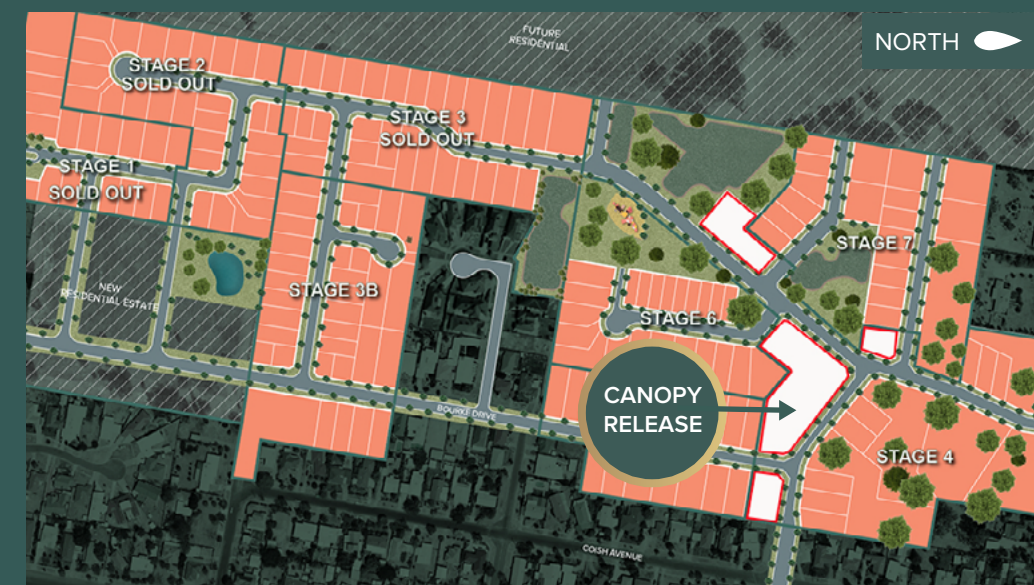 NORTH
FUTURE
RESIDENTIAL
STAGE 2
SOLD OUT
STAGE 3
SOLD OUT
STAGE 1
SOLD OUT
STAGE 7
NEW
RESIDENTIAL ESTATE
STAGE 3B
STAGE 6
CANOPY
RELEASE
BOURKE DRIVE
STAGE 4
COISH AVENUE